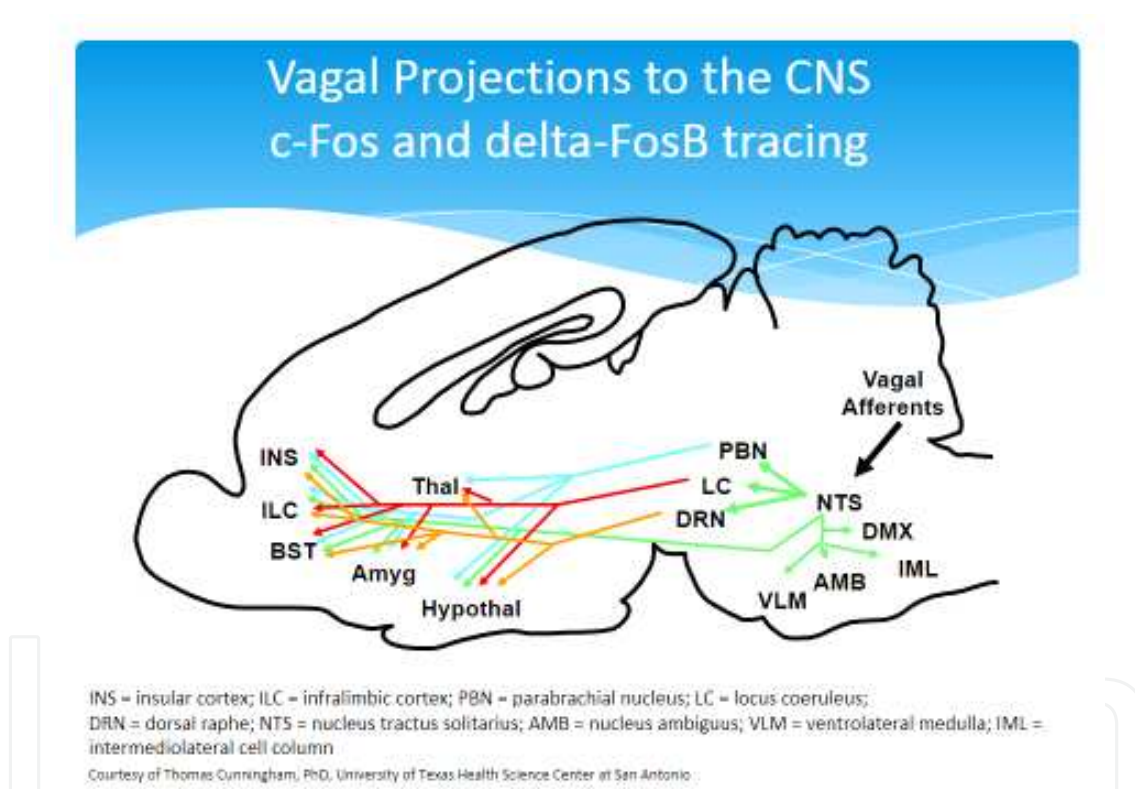 Vagal Projections to the CNS
c-Fos and delta-FosB tracing
Vagal
Afferents
INS
Thal
PBN
LC
NTS
ILC
DRN
DMX
BST
Amyg
IML
AMB
VLM
Hypothal
INS = insular cortex; ILC = infralimbic cortex; PBN = parabrachial nucleus; LC = locus coeruleus;
DRN = dorsal raphe; NTS = nucleus tractus solitarius; AMB = nucleus ambiguus; VLM = ventrolateral medulla; IML =
intermediolateral cell column
Courtesy of Thomas Cunningham, PhD, University of Texas Health Science Center at San Antonio